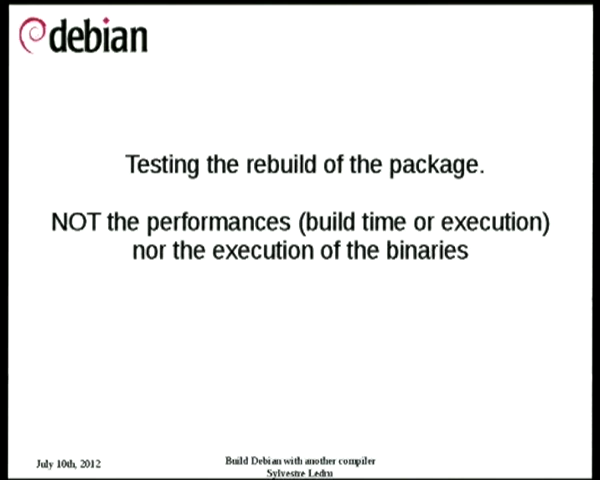 debian
Testing the rebuild of the package.
NOT the performances (build time or execution)
nor the execution of the binaries
July 10th, 2012
Build Debian with another compiler
Sylvestre Ledru